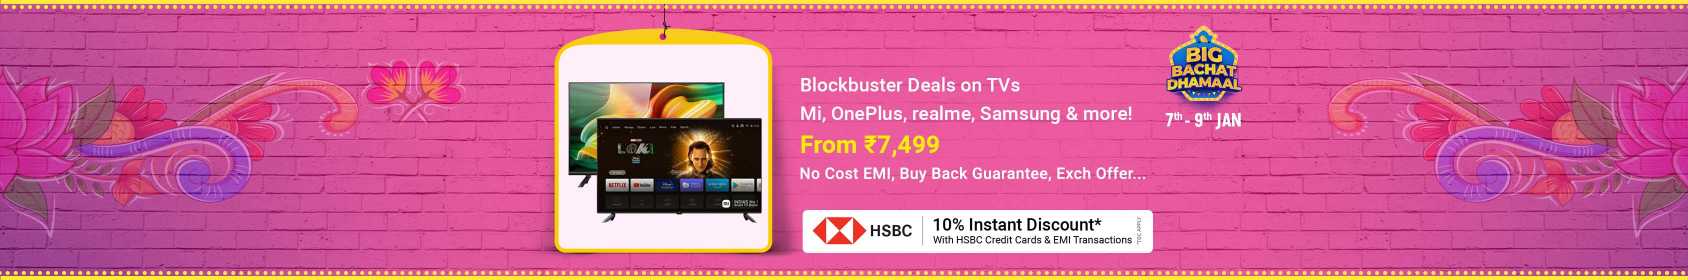 Blockbuster Deals on TVs
Mi, OnePlus, realme, Samsung & more!
From ₹7,499
No Cost EMI, Buy Back Guarantee, Exch Offer...
HSBC
10% Instant Discount*
With HSBC Credit Cards & EMI Transactions
*T&C APPLY
BIG
BACHAT
DHAMAAL
7th - 9th JAN
LOKI
NETFLIX
YouTube
mi